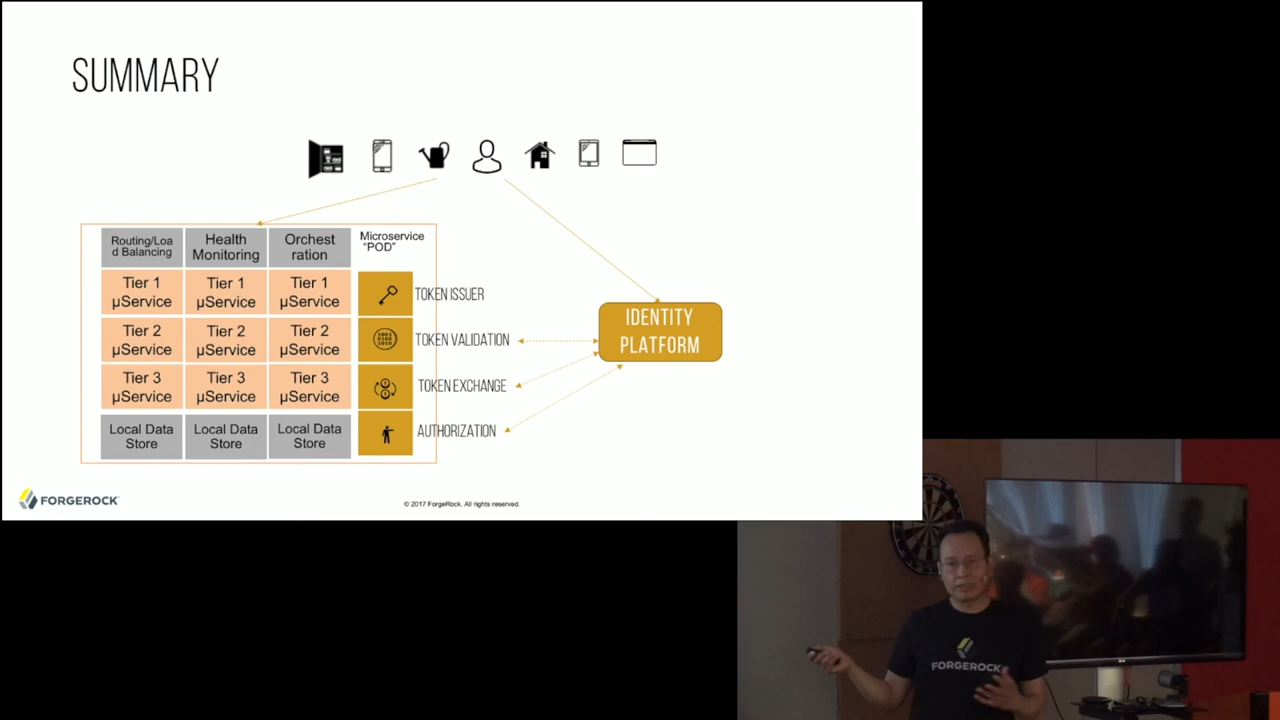 SUMMARY
Routing/Loa
d Balancing
Health
Monitoring
Orchest
ration
Microservice
"POD"
Tier 1
µService
Tier 1
µService
Tier 1
µService
TOKEN ISSUER
Tier 2
µService
Tier 2
µService
Tier 2
µService
1001
0100
1010
TOKEN VALIDATION
IDENTITY
PLATFORM
Tier 3
µService
Tier 3
µService
Tier 3
µService
TOKEN EXCHANGE
Local Data
Store
Local Data
Store
Local Data
Store
AUTHORIZATION
FORGEROCK
© 2017 ForgeRock. All rights reserved.
FORGEROCK